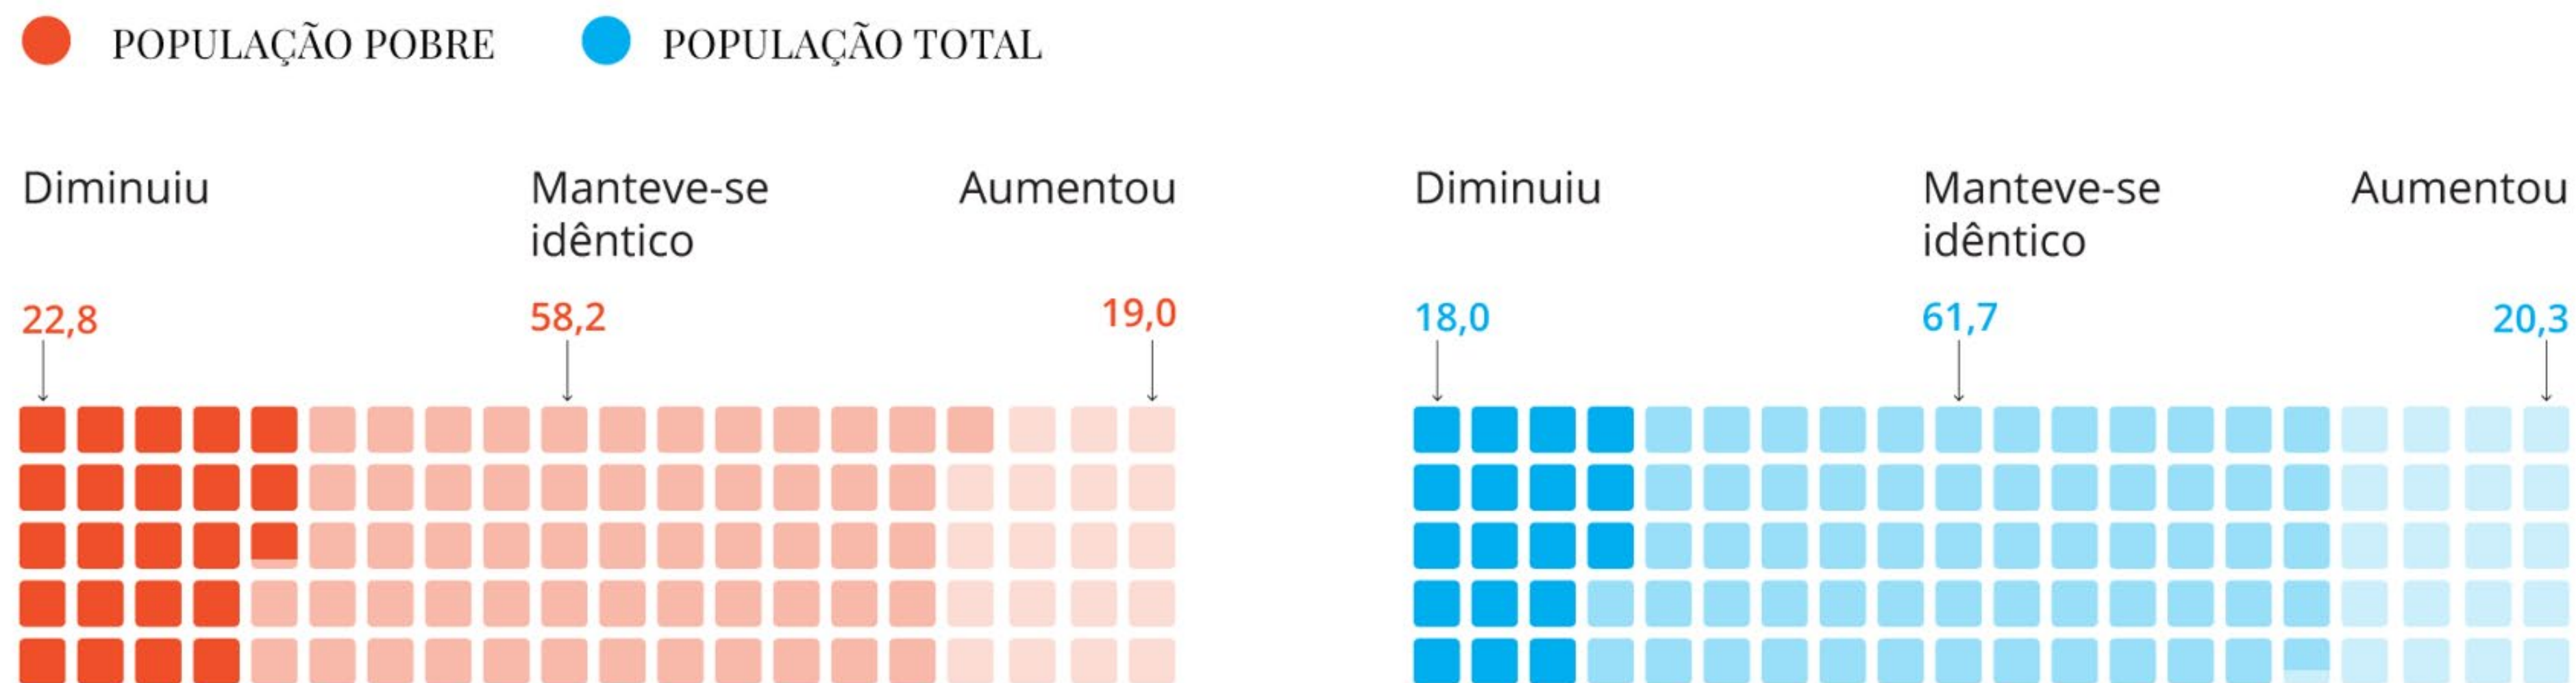 POPULAÇÃO POBRE
POPULAÇÃO TOTAL
Diminuiu
Manteve-se
idêntico
Aumentou
22,8
58,2
19,0
Diminuiu
Manteve-se
idêntico
Aumentou
18,0
61,7
20,3